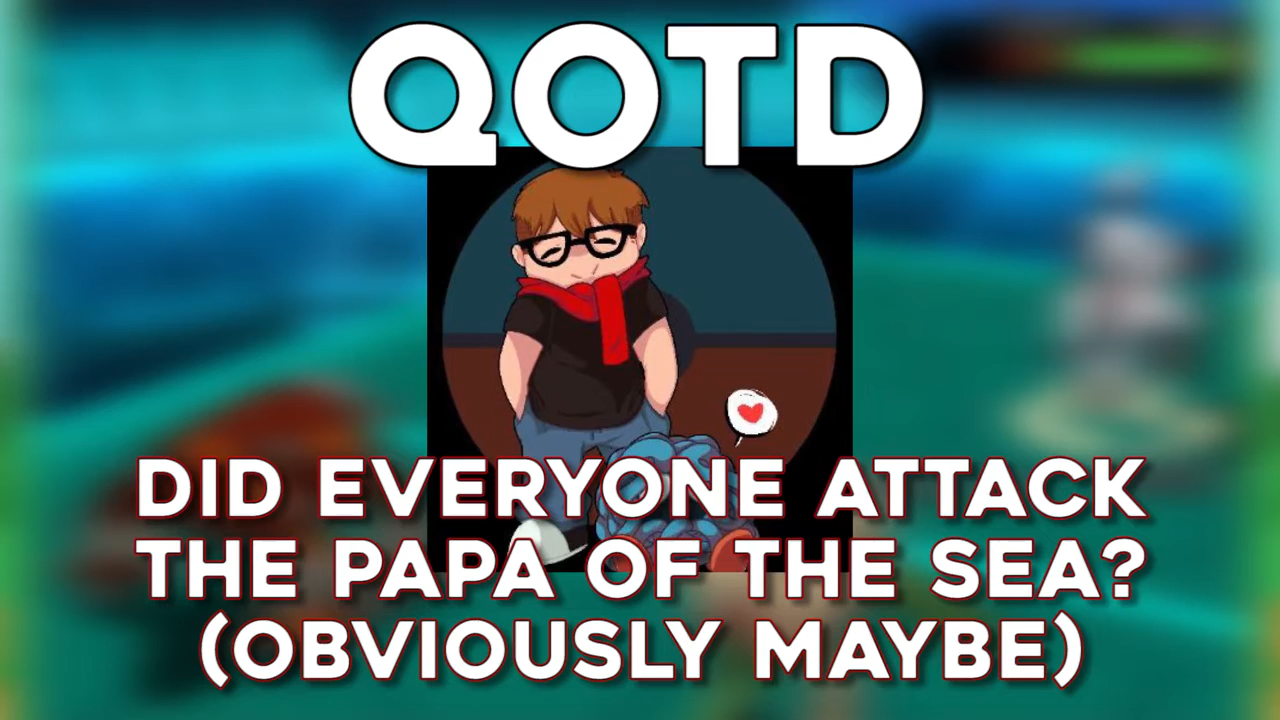 QOTD
DID EVERYONE ATTACK
THE PAPA OF THE SEA?
(OBVIOUSLY MAYBE)